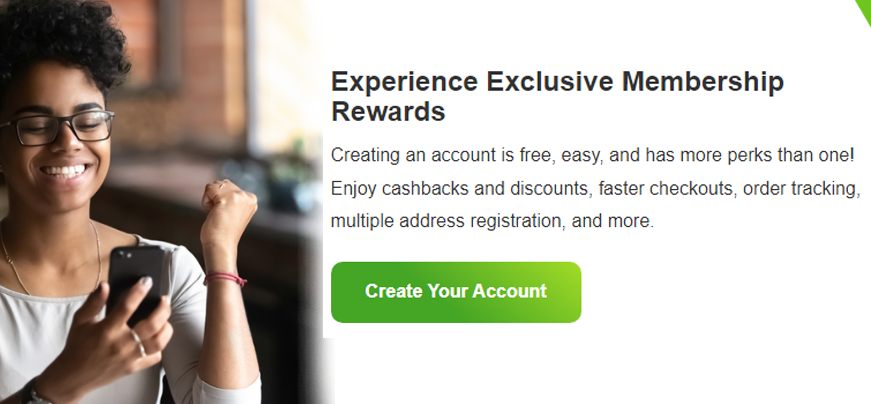 Experience Exclusive Membership
Rewards
Creating an account is free, easy, and has more perks than one!
Enjoy cashbacks and discounts, faster checkouts, order tracking,
multiple address registration, and more.
Create Your Account